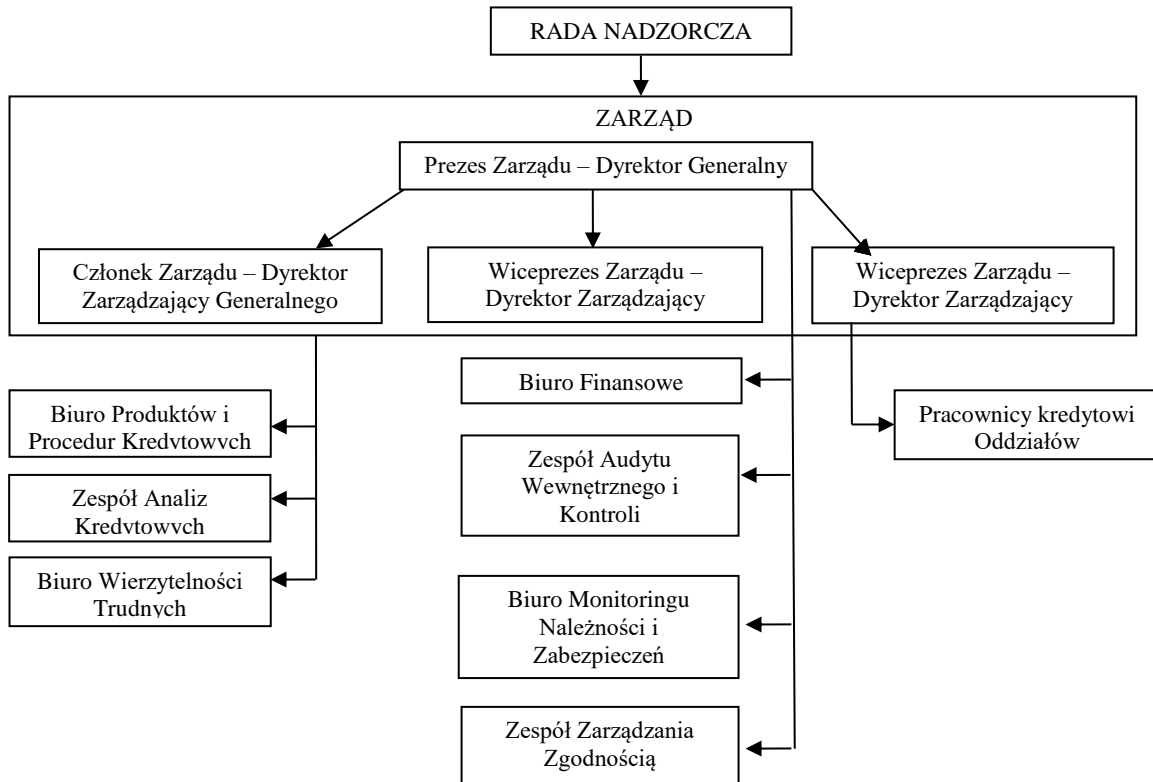 RADA NADZORCZA
ZARZĄD
Prezes Zarządu – Dyrektor Generalny
Członek Zarządu – Dyrektor
Zarządzający Generalnego
Wiceprezes Zarządu –
Dyrektor Zarządzający
Wiceprezes Zarządu –
Dyrektor Zarządzający
Biuro Produktów i
Procedur Kredytowych
Zespół Analiz
Kredytowych
Biuro Wierzytelności
Trudnych
Biuro Finansowe
Zespół Audytu
Wewnętrznego i
Kontroli
Biuro Monitoringu
Należności i
Zabezpieczeń
Zespół Zarządzania
Zgodnością
Pracownicy kredytowi
Oddziałów